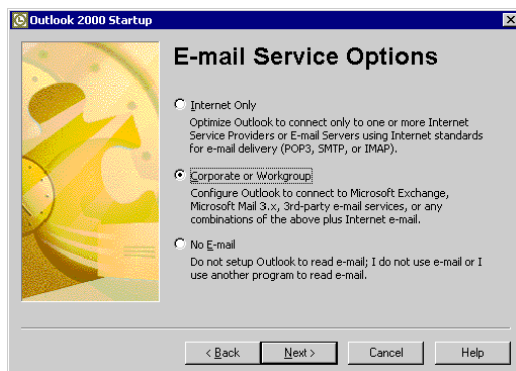 Outlook 2000 Startup
E-mail Service Options
Internet Only
Optimize Outlook to connect only to one or more Internet
Service Providers or E-mail Servers using Internet standards
for e-mail delivery (POP3, SMTP, or IMAP).
Corporate or Workgroup
Configure Outlook to connect to Microsoft Exchange,
Microsoft Mail 3.x, 3rd-party e-mail services, or any
combinations of the above plus Internet e-mail.
No E-mail
Do not setup Outlook to read e-mail; I do not use e-mail or I
use another program to read e-mail.
< Back Next > Cancel Help